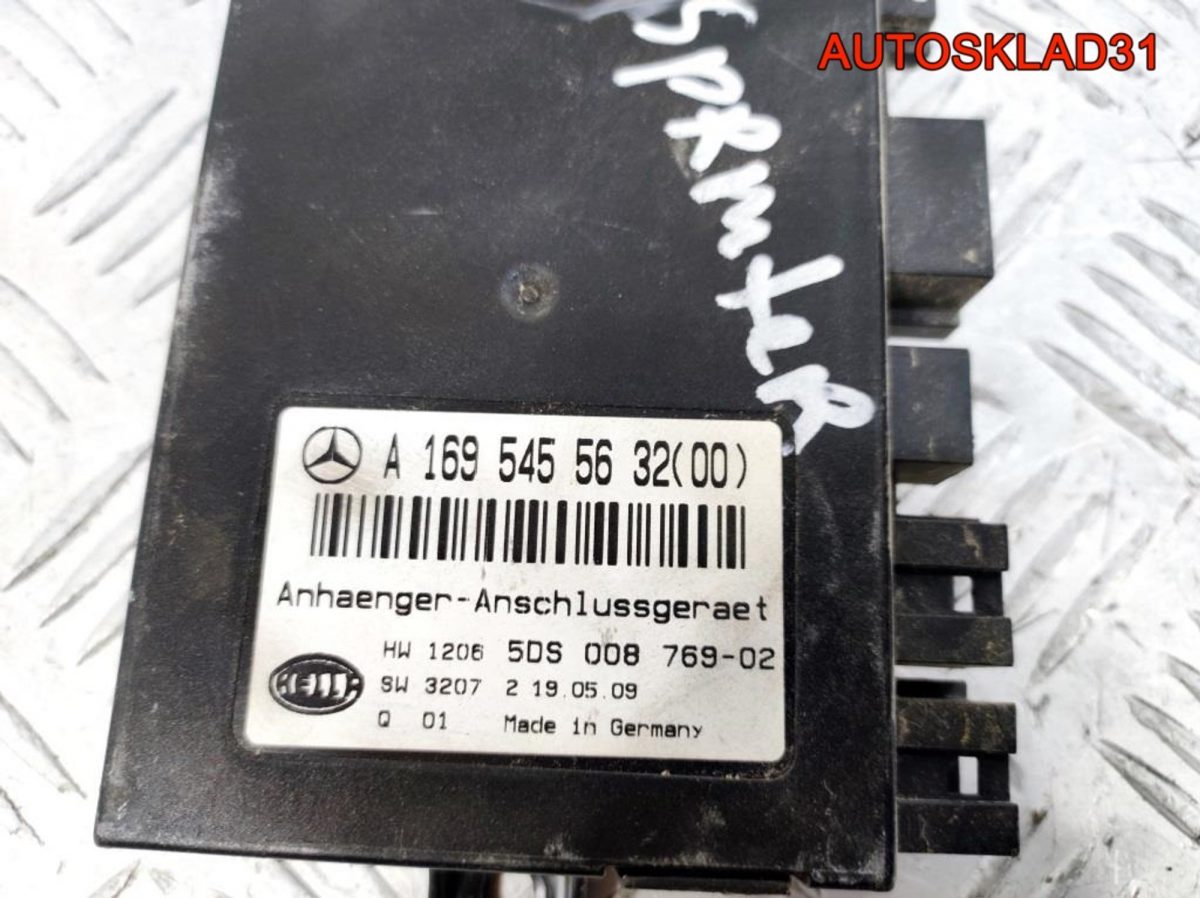 AUTOSKLAD31
SPRMtER
A 169 545 56 32(00)
Anhaenger-Anschlussgeraet
HW 1206 5DS 008 769-02
HELLA
SW 3207 2 19.05.09
Q 01 Made in Germany